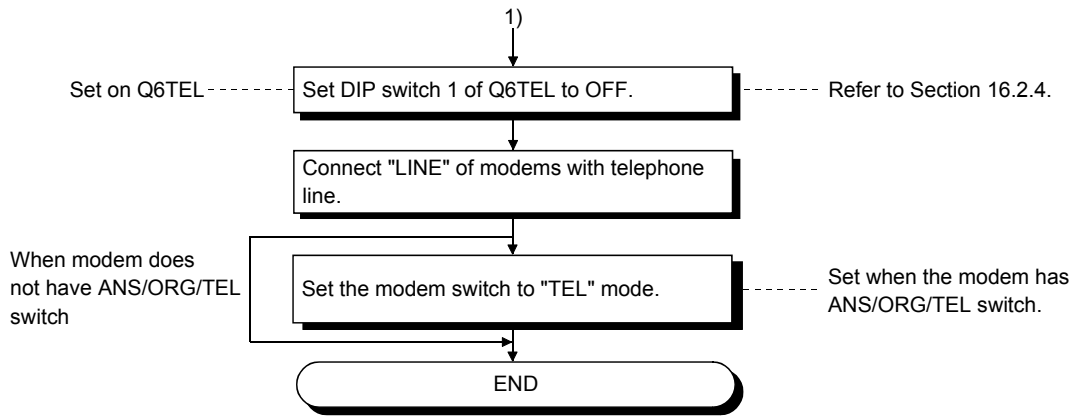 1)
Set on Q6TEL
Set DIP switch 1 of Q6TEL to OFF.
Refer to Section 16.2.4.
Connect "LINE" of modems with telephone
line.
When modem does
not have ANS/ORG/TEL
switch
Set the modem switch to "TEL" mode.
Set when the modem has
ANS/ORG/TEL switch.
END